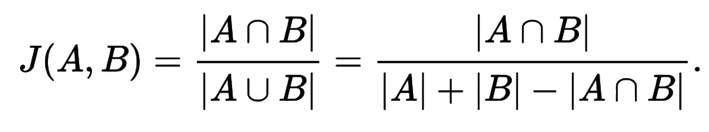 J(A, B) = |A ∩ B| / |A ∪ B| = |A ∩ B| / (|A| + |B| − |A ∩ B|).